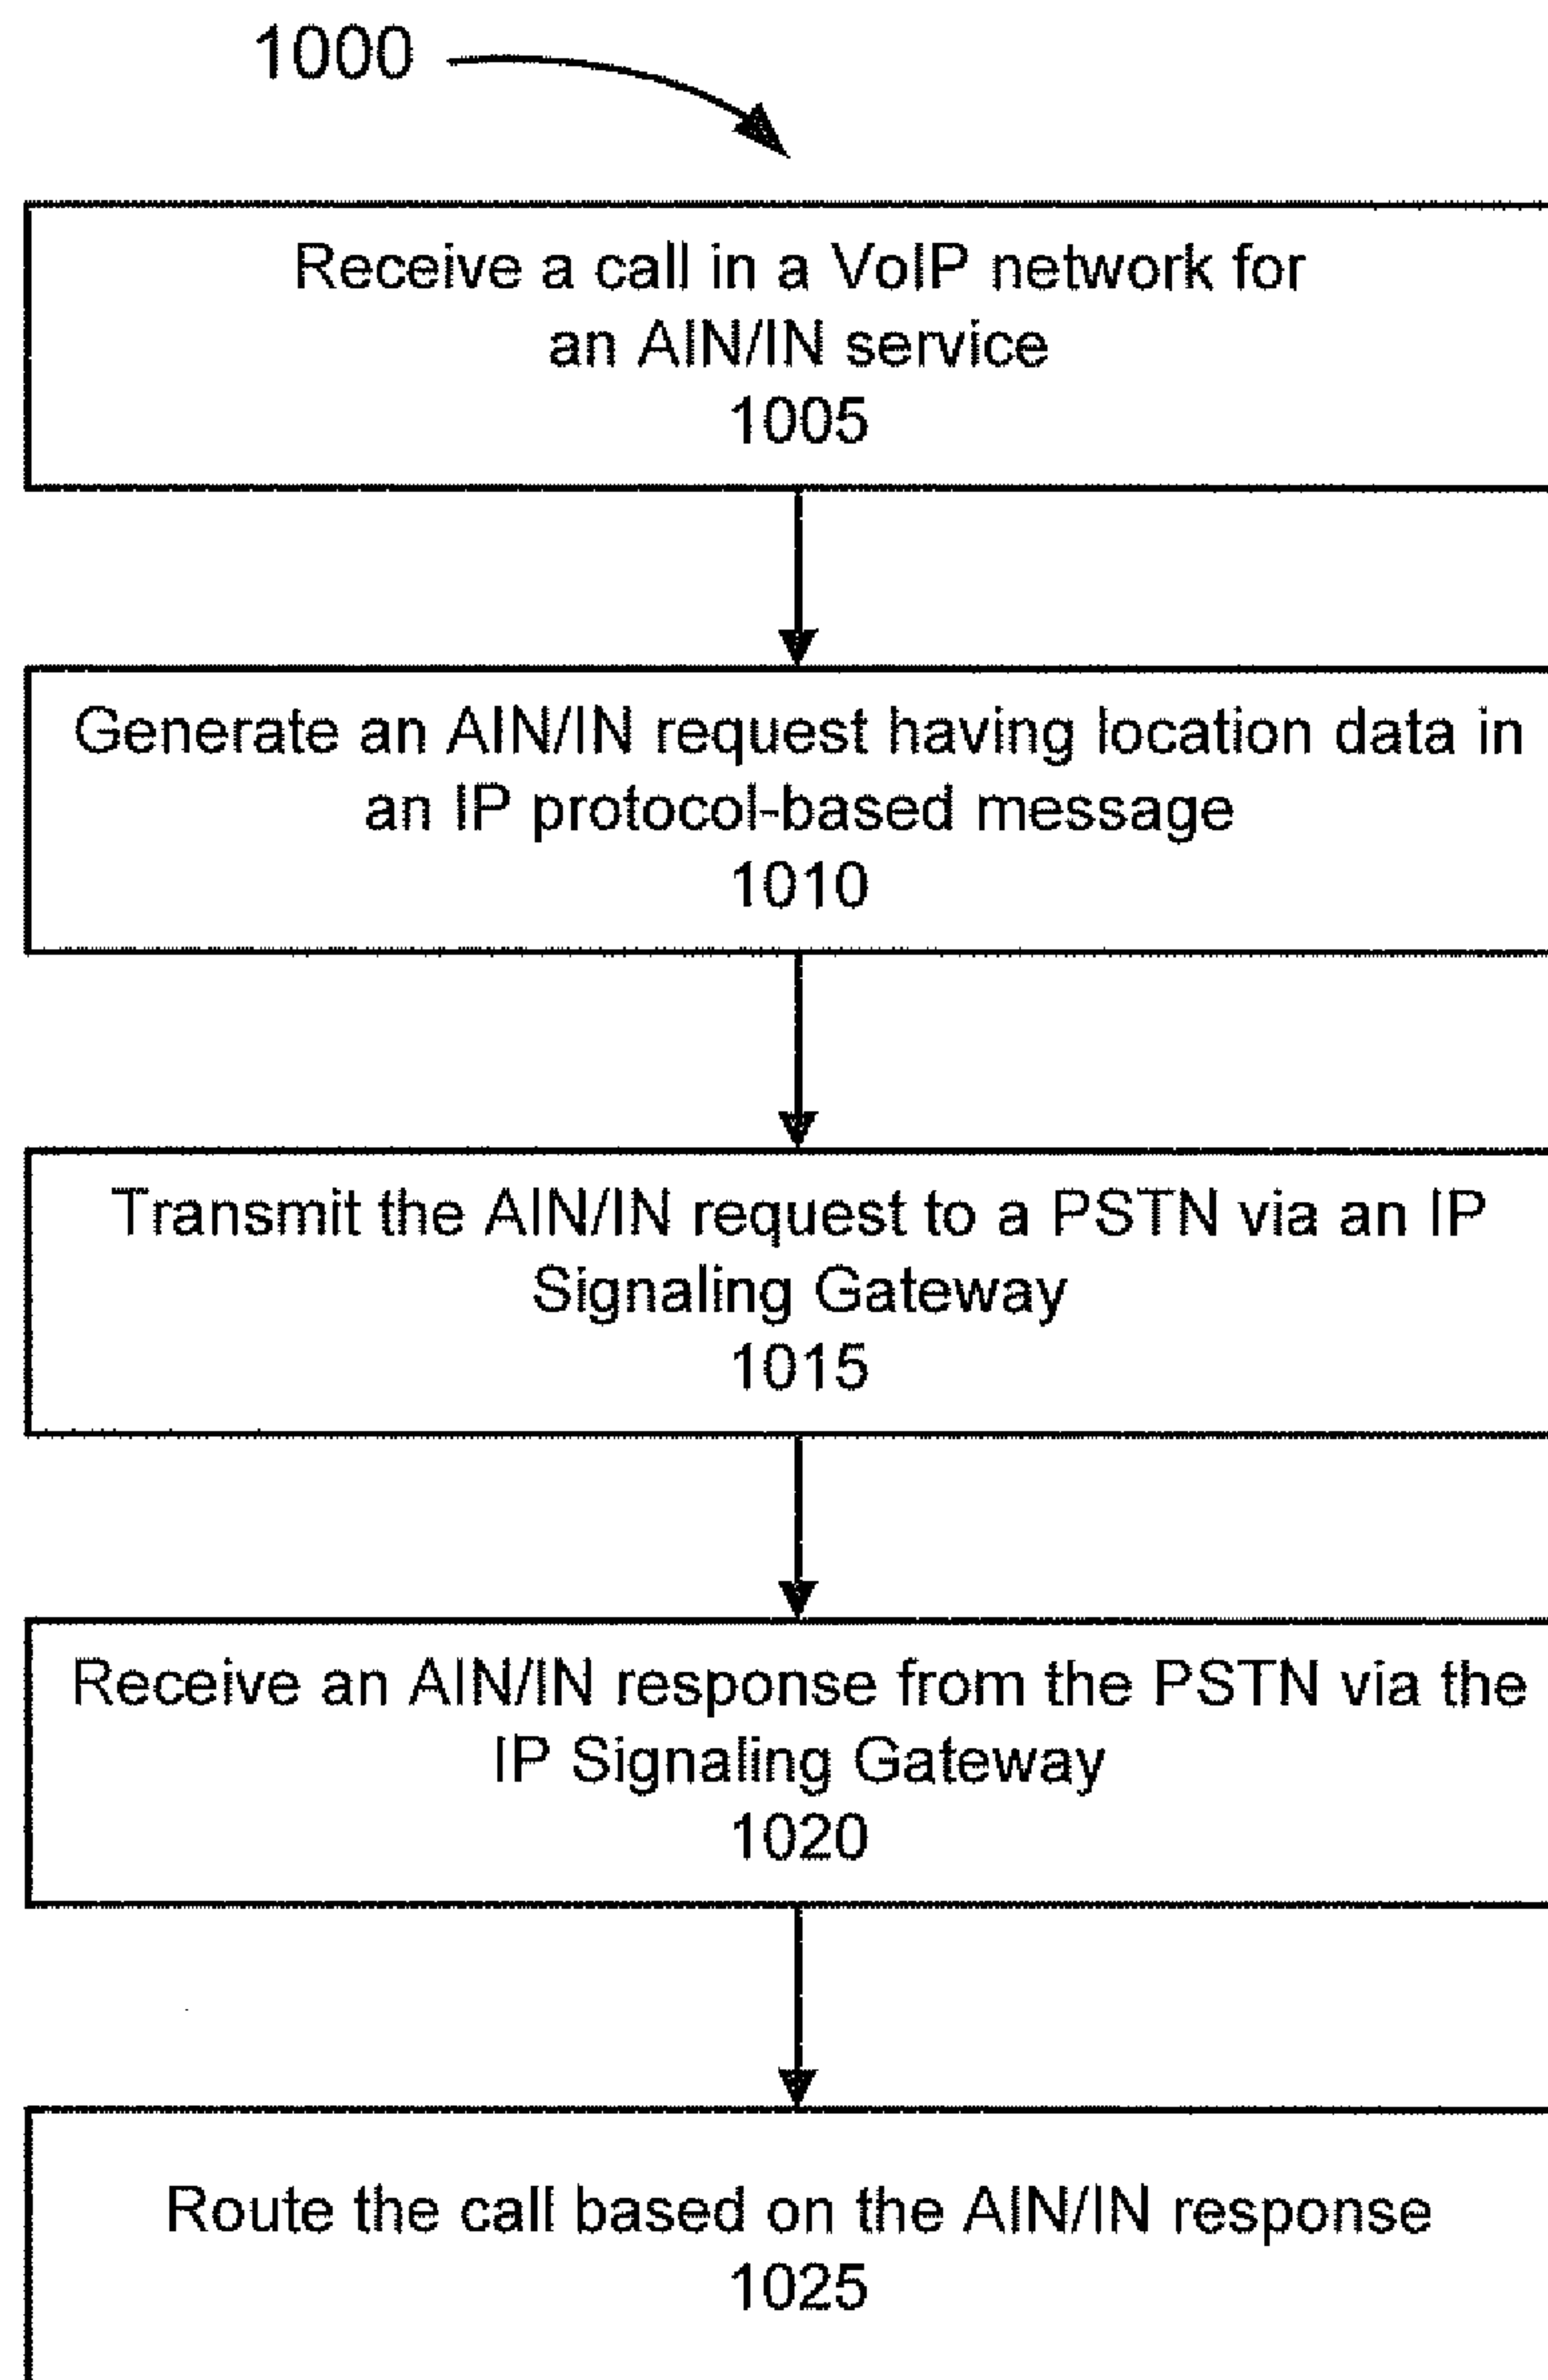 1000
Receive a call in a VoIP network for
an AIN/IN service
1005
Generate an AIN/IN request having location data in
an IP protocol-based message
1010
Transmit the AIN/IN request to a PSTN via an IP
Signaling Gateway
1015
Receive an AIN/IN response from the PSTN via the
IP Signaling Gateway
1020
Route the call based on the AIN/IN response
1025